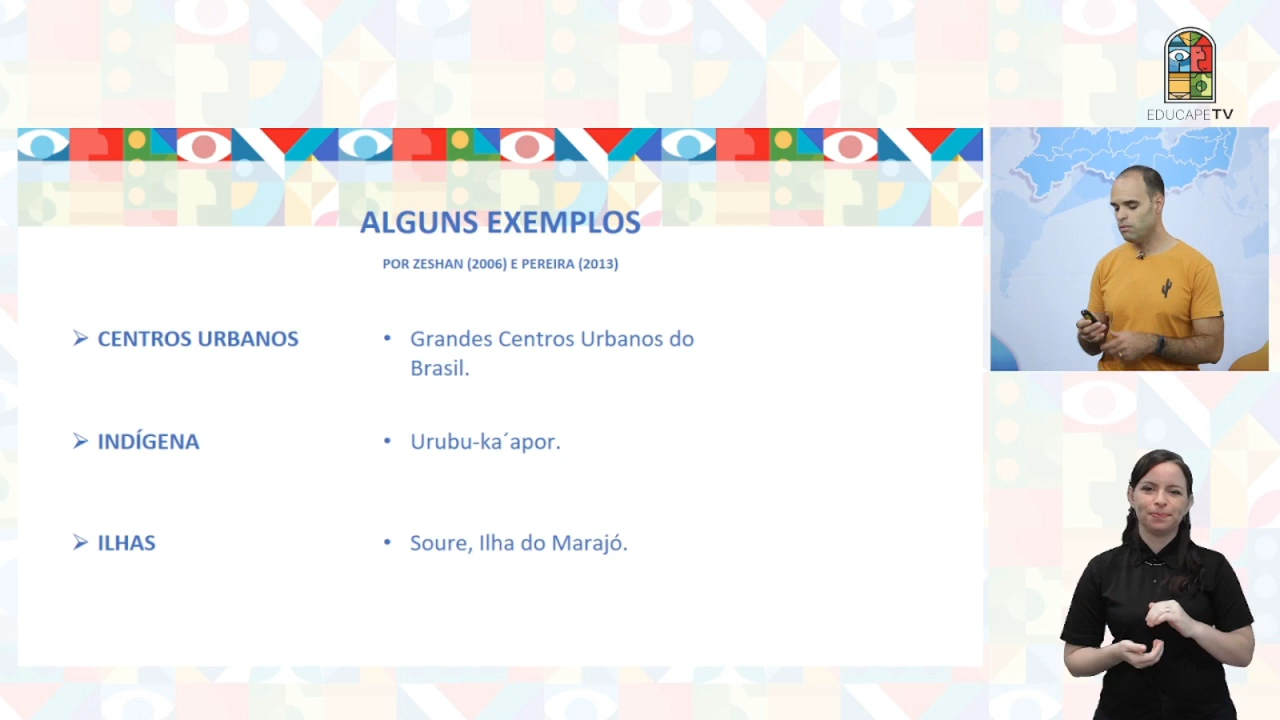 EDUCAPETV
ALGUNS EXEMPLOS
POR ZESHAN (2006) E PEREIRA (2013)
➢ CENTROS URBANOS
• Grandes Centros Urbanos do
Brasil.
➢ INDÍGENA
• Urubu-ka´apor.
➢ ILHAS
• Soure, Ilha do Marajó.